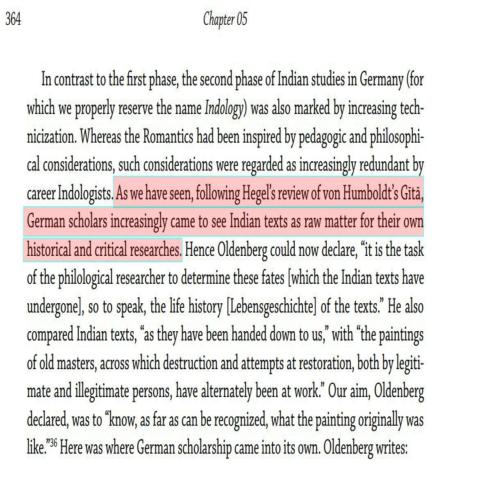 364
Chapter 05
In contrast to the first phase, the second phase of Indian studies in Germany (for
which we properly reserve the name Indology) was also marked by increasing tech-
nicization. Whereas the Romantics had been inspired by pedagogic and philosophi-
cal considerations, such considerations were regarded as increasingly redundant by
career Indologists. As we have seen, following Hegel's review of von Humboldt's Gītā,
German scholars increasingly came to see Indian texts as raw matter for their own
historical and critical researches. Hence Oldenberg could now declare, “it is the task
of the philological researcher to determine these fates [which the Indian texts have
undergone], so to speak, the life history [Lebensgeschichte] of the texts.” He also
compared Indian texts, “as they have been handed down to us,” with “the paintings
of old masters, across which destruction and attempts at restoration, both by legiti-
mate and illegitimate persons, have alternately been at work.” Our aim, Oldenberg
declared, was to “know, as far as can be recognized, what the painting originally was
like.”36 Here was where German scholarship came into its own. Oldenberg writes: